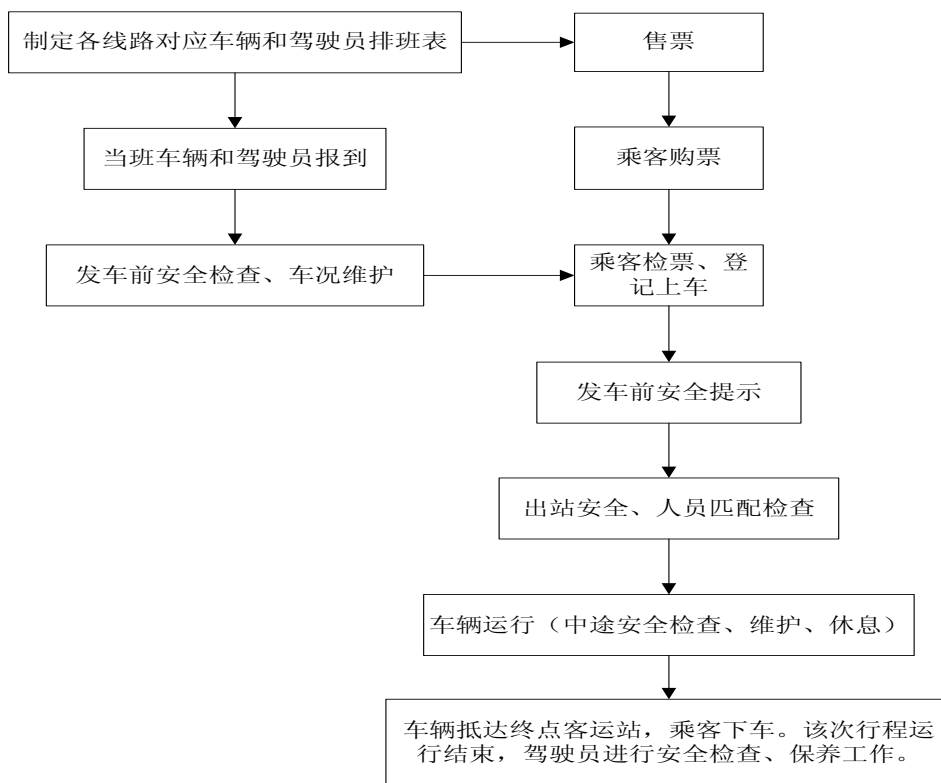 制定各线路对应车辆和驾驶员排班表
售票
当班车辆和驾驶员报到
乘客购票
发车前安全检查、车况维护
乘客检票、登
记上车
发车前安全提示
出站安全、人员匹配检查
车辆运行（中途安全检查、维护、休息）
车辆抵达终点客运站，乘客下车。该次行程运
行结束，驾驶员进行安全检查、保养工作。